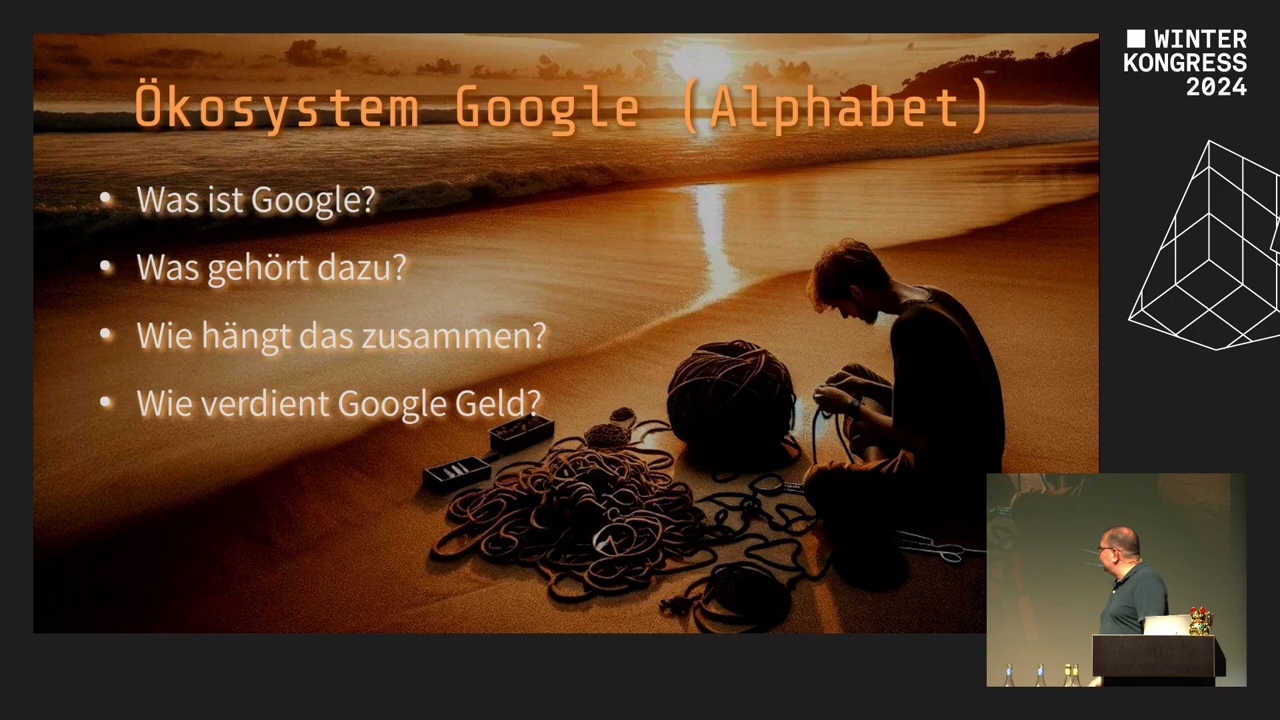 WINTER
KONGRESS
2024
Ökosystem Google (Alphabet)
• Was ist Google?
• Was gehört dazu?
• Wie hängt das zusammen?
• Wie verdient Google Geld?